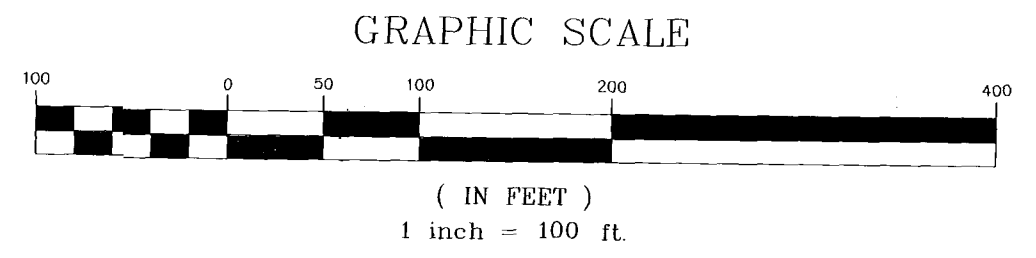 GRAPHIC SCALE
100 0 50 100 200 400
( IN FEET )
1 inch = 100 ft.